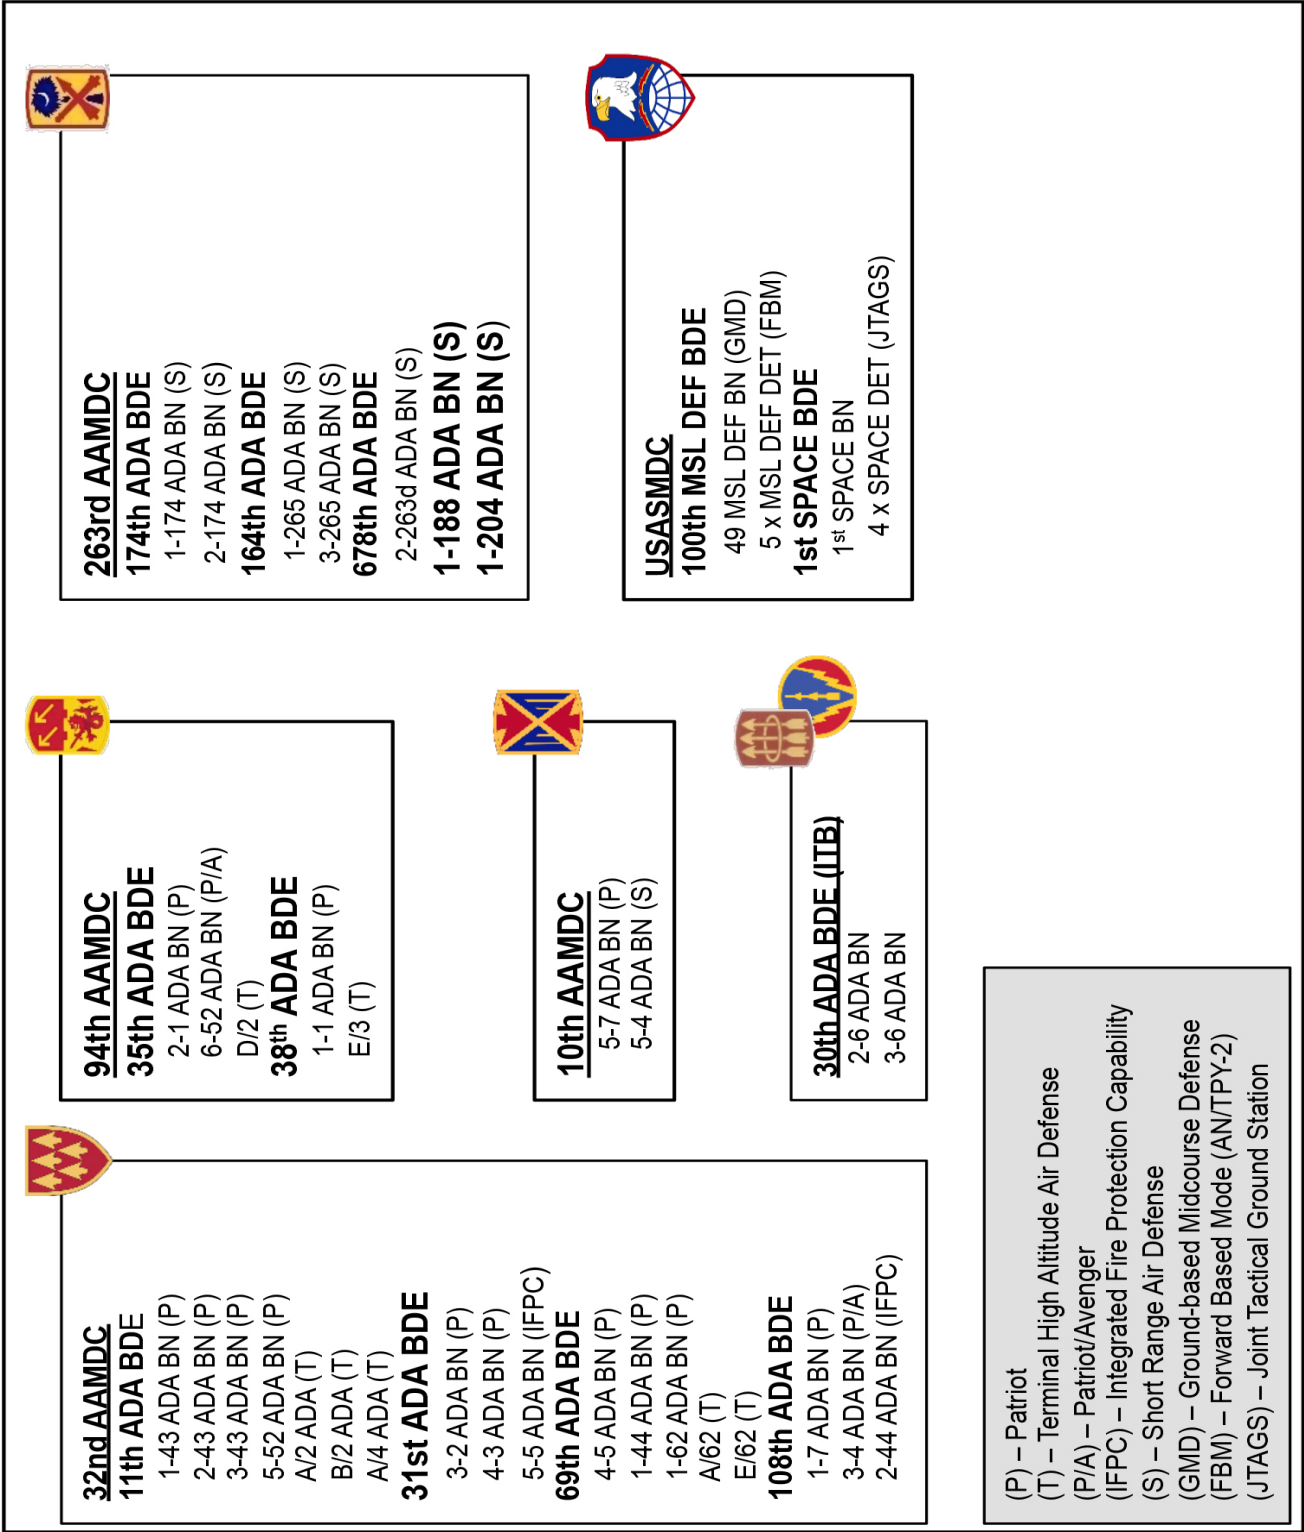 32nd AAMDC
11th ADA BDE
1-43 ADA BN (P)
2-43 ADA BN (P)
3-43 ADA BN (P)
5-52 ADA BN (P)
A/2 ADA (T)
B/2 ADA (T)
A/4 ADA (T)
31st ADA BDE
3-2 ADA BN (P)
4-3 ADA BN (P)
5-5 ADA BN (IFPC)
69th ADA BDE
4-5 ADA BN (P)
1-44 ADA BN (P)
1-62 ADA BN (P)
A/62 (T)
E/62 (T)
108th ADA BDE
1-7 ADA BN (P)
3-4 ADA BN (P/A)
2-44 ADA BN (IFPC)
94th AAMDC
35th ADA BDE
2-1 ADA BN (P)
6-52 ADA BN (P/A)
D/2 (T)
38th ADA BDE
1-1 ADA BN (P)
E/3 (T)
10th AAMDC
5-7 ADA BN (P)
5-4 ADA BN (S)
30th ADA BDE (ITB)
2-6 ADA BN
3-6 ADA BN
263rd AAMDC
174th ADA BDE
1-174 ADA BN (S)
2-174 ADA BN (S)
164th ADA BDE
1-265 ADA BN (S)
3-265 ADA BN (S)
678th ADA BDE
2-263d ADA BN (S)
1-188 ADA BN (S)
1-204 ADA BN (S)
USASMDC
100th MSL DEF BDE
49 MSL DEF BN (GMD)
5 x MSL DEF DET (FBM)
1st SPACE BDE
1st SPACE BN
4 x SPACE DET (JTAGS)
(P) – Patriot
(T) – Terminal High Altitude Air Defense
(P/A) – Patriot/Avenger
(IFPC) – Integrated Fire Protection Capability
(S) – Short Range Air Defense
(GMD) – Ground-based Midcourse Defense
(FBM) – Forward Based Mode (AN/TPY-2)
(JTAGS) – Joint Tactical Ground Station